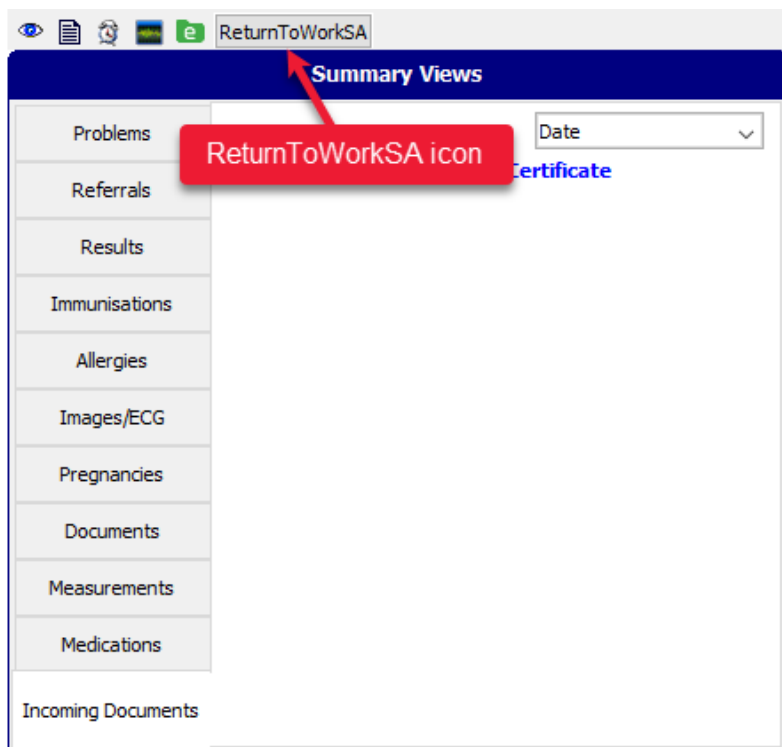 ReturnToWorkSA
Summary Views
Problems
Date
ReturnToWorkSA icon
Certificate
Referrals
Results
Immunisations
Allergies
Images/ECG
Pregnancies
Documents
Measurements
Medications
Incoming Documents